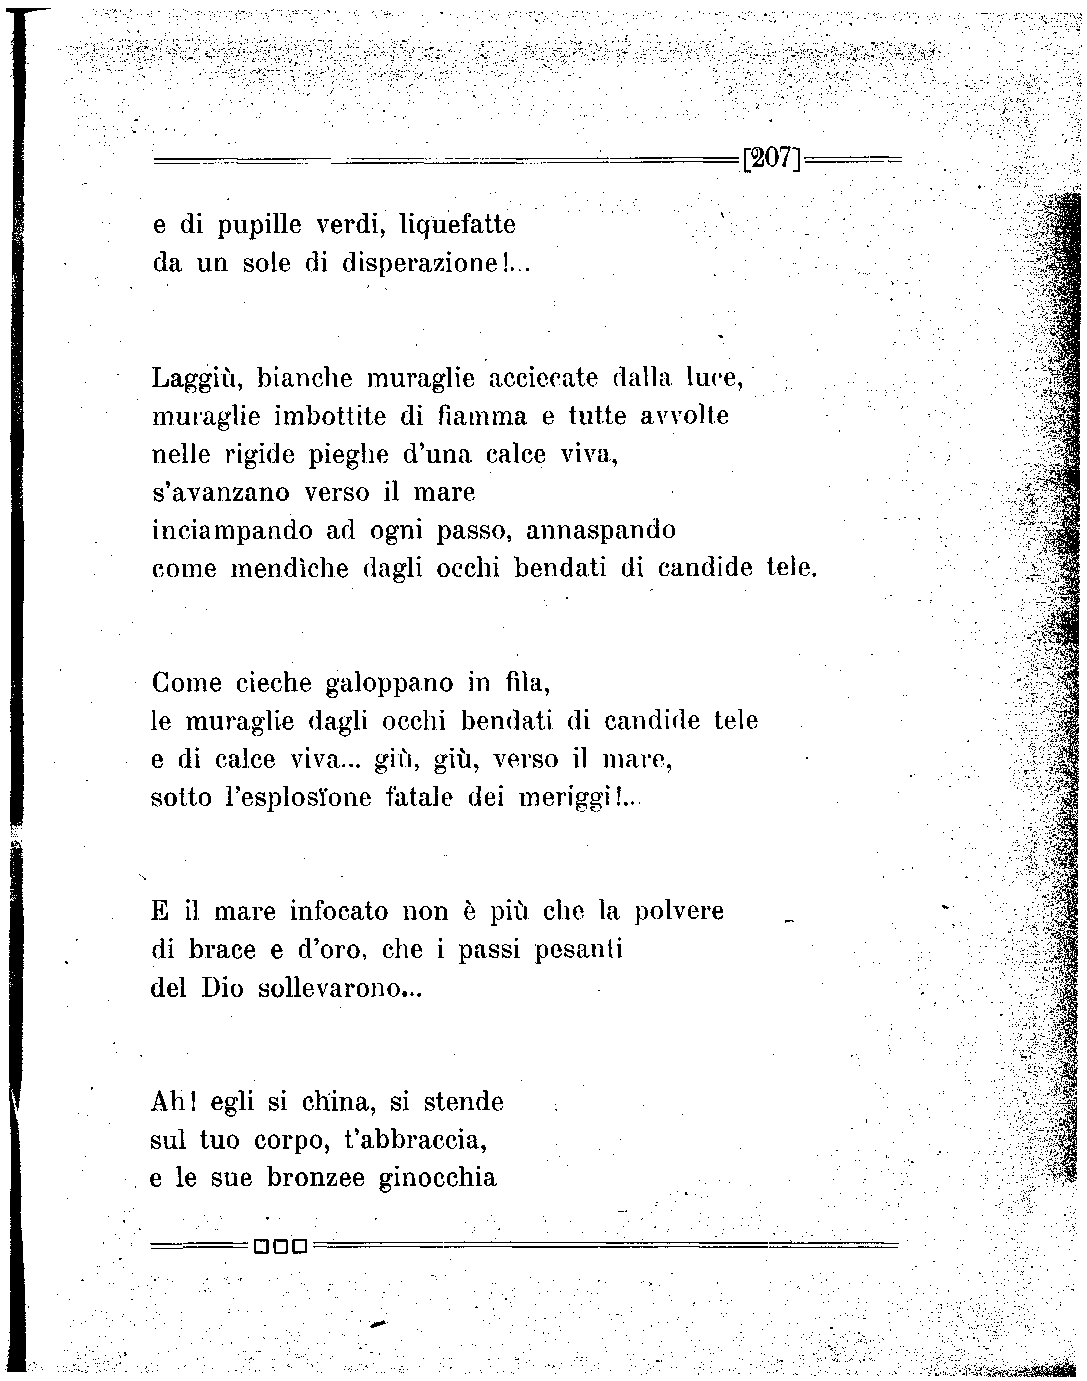 [207]
e di pupille verdi, liquefatte
da un sole di disperazione!...
Laggiù, bianche muraglie acciecate dalla luce,
muraglie imbottite di fiamma e tutte avvolte
nelle rigide pieghe d'una calce viva,
s'avanzano verso il mare
inciampando ad ogni passo, annaspando
come mendìche dagli occhi bendati di candide tele.
Come cieche galoppano in fila,
le muraglie dagli occhi bendati di candide tele
e di calce viva... giù, giù, verso il mare,
sotto l'esplosïone fatale dei meriggi!...
E il mare infocato non è più che la polvere
di brace e d'oro, che i passi pesanti
del Dio sollevarono...
Ah! egli si china, si stende
sul tuo corpo, t'abbraccia,
e le sue bronzee ginocchia